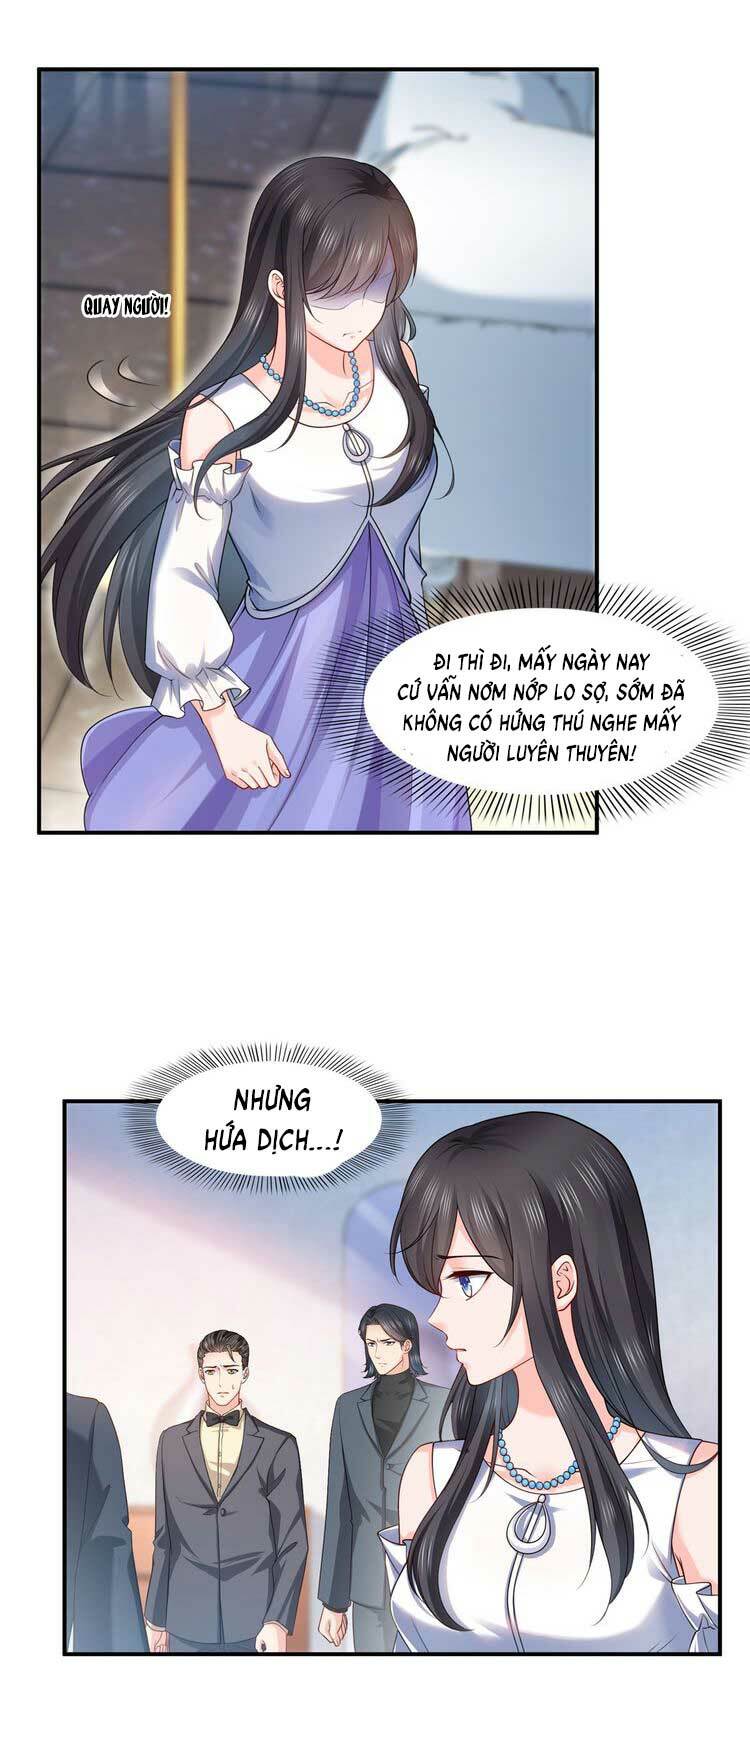 QUAY NGƯỜI!
ĐI THÌ ĐI, MẤY NGÀY NAY
CỨ VẪN NƠM NỚP LO SỢ, SỚM ĐÃ
KHÔNG CÓ HỨNG THÚ NGHE MẤY
NGƯỜI LUYÊN THUYÊN!
NHƯNG
HỨA DỊCH...!